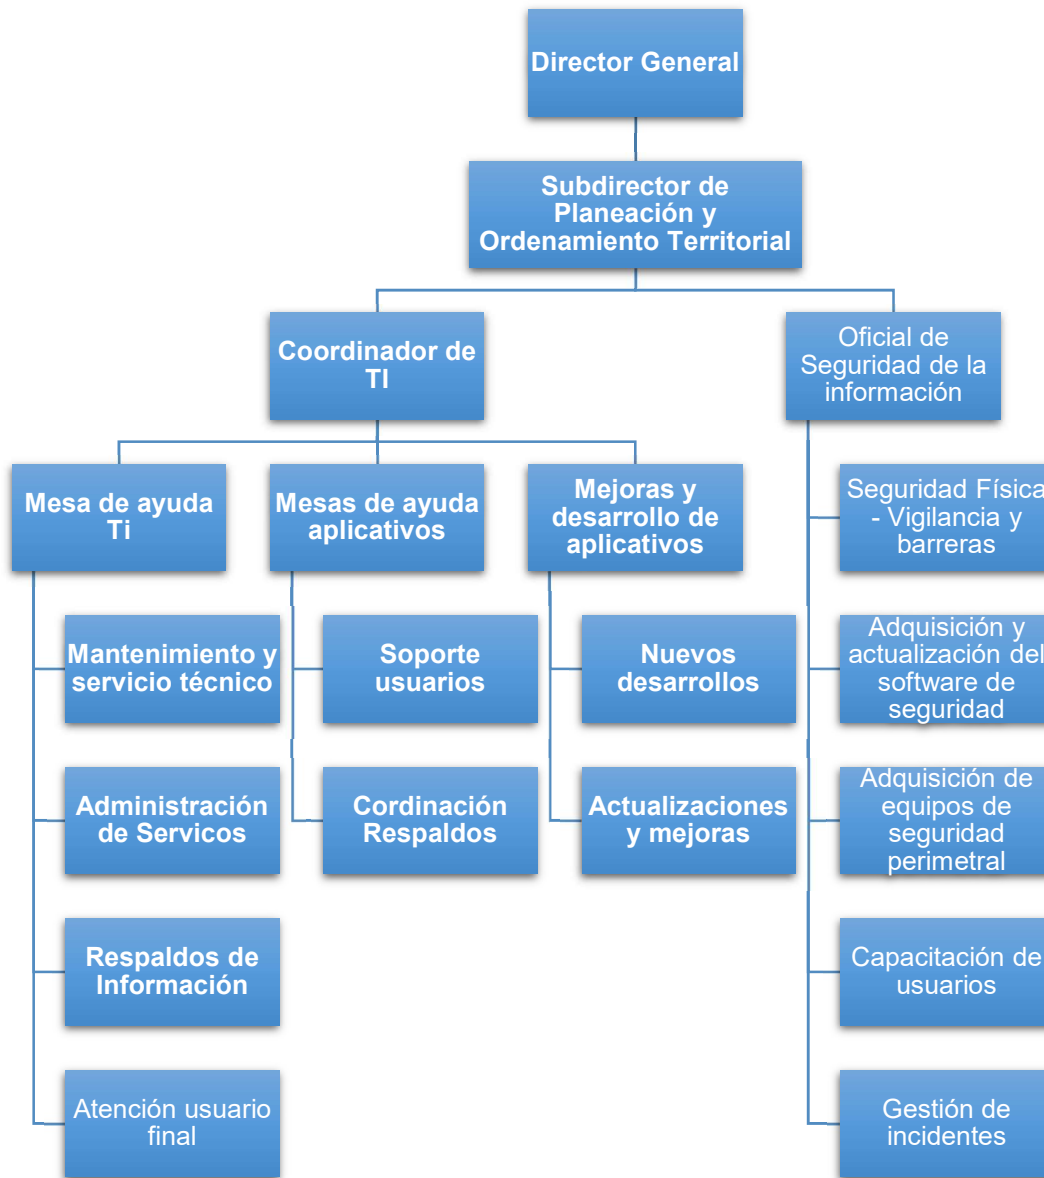 Director General
Subdirector de
Planeación y
Ordenamiento Territorial
Coordinador de
TI
Oficial de
Seguridad de la
información
Mesa de ayuda
Ti
Mesas de ayuda
aplicativos
Mejoras y
desarrollo de
aplicativos
Seguridad Física
- Vigilancia y
barreras
Mantenimiento y
servicio técnico
Soporte
usuarios
Nuevos
desarrollos
Adquisición y
actualización del
software de
seguridad
Administración
de Servicos
Cordinación
Respaldos
Actualizaciones
y mejoras
Adquisición de
equipos de
seguridad
perimetral
Respaldos de
Información
Capacitación de
usuarios
Atención usuario
final
Gestión de
incidentes